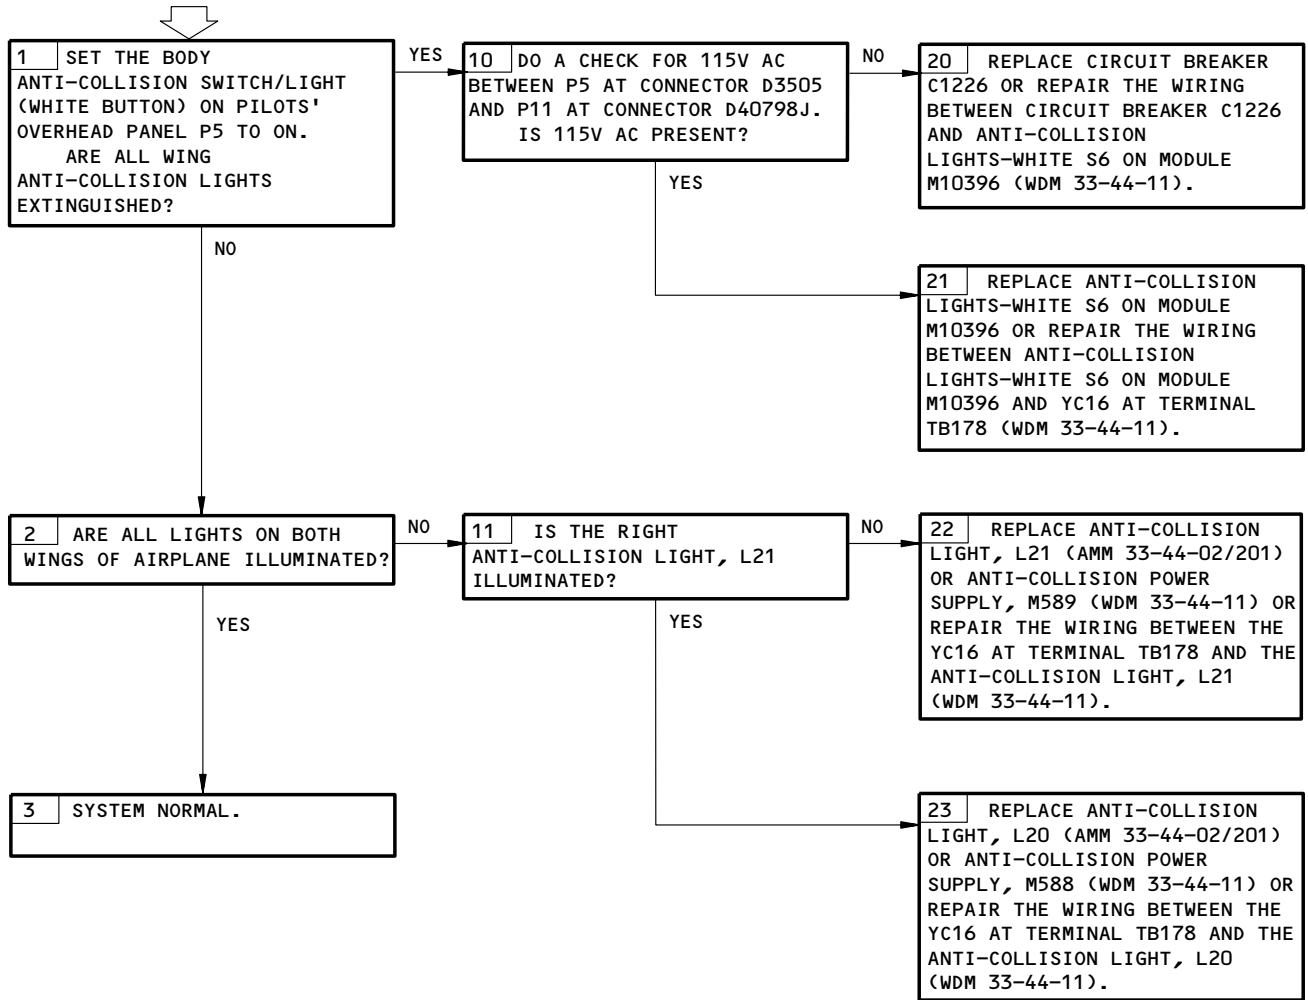 1 SET THE BODY
ANTI-COLLISION SWITCH/LIGHT
(WHITE BUTTON) ON PILOTS'
OVERHEAD PANEL P5 TO ON.
ARE ALL WING
ANTI-COLLISION LIGHTS
EXTINGUISHED?
YES
10 DO A CHECK FOR 115V AC
BETWEEN P5 AT CONNECTOR D3505
AND P11 AT CONNECTOR D40798J.
IS 115V AC PRESENT?
NO
20 REPLACE CIRCUIT BREAKER
C1226 OR REPAIR THE WIRING
BETWEEN CIRCUIT BREAKER C1226
AND ANTI-COLLISION
LIGHTS-WHITE S6 ON MODULE
M10396 (WDM 33-44-11).
YES
NO
21 REPLACE ANTI-COLLISION
LIGHTS-WHITE S6 ON MODULE
M10396 OR REPAIR THE WIRING
BETWEEN ANTI-COLLISION
LIGHTS-WHITE S6 ON MODULE
M10396 AND YC16 AT TERMINAL
TB178 (WDM 33-44-11).
2 ARE ALL LIGHTS ON BOTH
WINGS OF AIRPLANE ILLUMINATED?
NO
11 IS THE RIGHT
ANTI-COLLISION LIGHT, L21
ILLUMINATED?
NO
22 REPLACE ANTI-COLLISION
LIGHT, L21 (AMM 33-44-02/201)
OR ANTI-COLLISION POWER
SUPPLY, M589 (WDM 33-44-11) OR
REPAIR THE WIRING BETWEEN THE
YC16 AT TERMINAL TB178 AND THE
ANTI-COLLISION LIGHT, L21
(WDM 33-44-11).
YES
YES
3 SYSTEM NORMAL.
23 REPLACE ANTI-COLLISION
LIGHT, L20 (AMM 33-44-02/201)
OR ANTI-COLLISION POWER
SUPPLY, M588 (WDM 33-44-11) OR
REPAIR THE WIRING BETWEEN THE
YC16 AT TERMINAL TB178 AND THE
ANTI-COLLISION LIGHT, L20
(WDM 33-44-11).